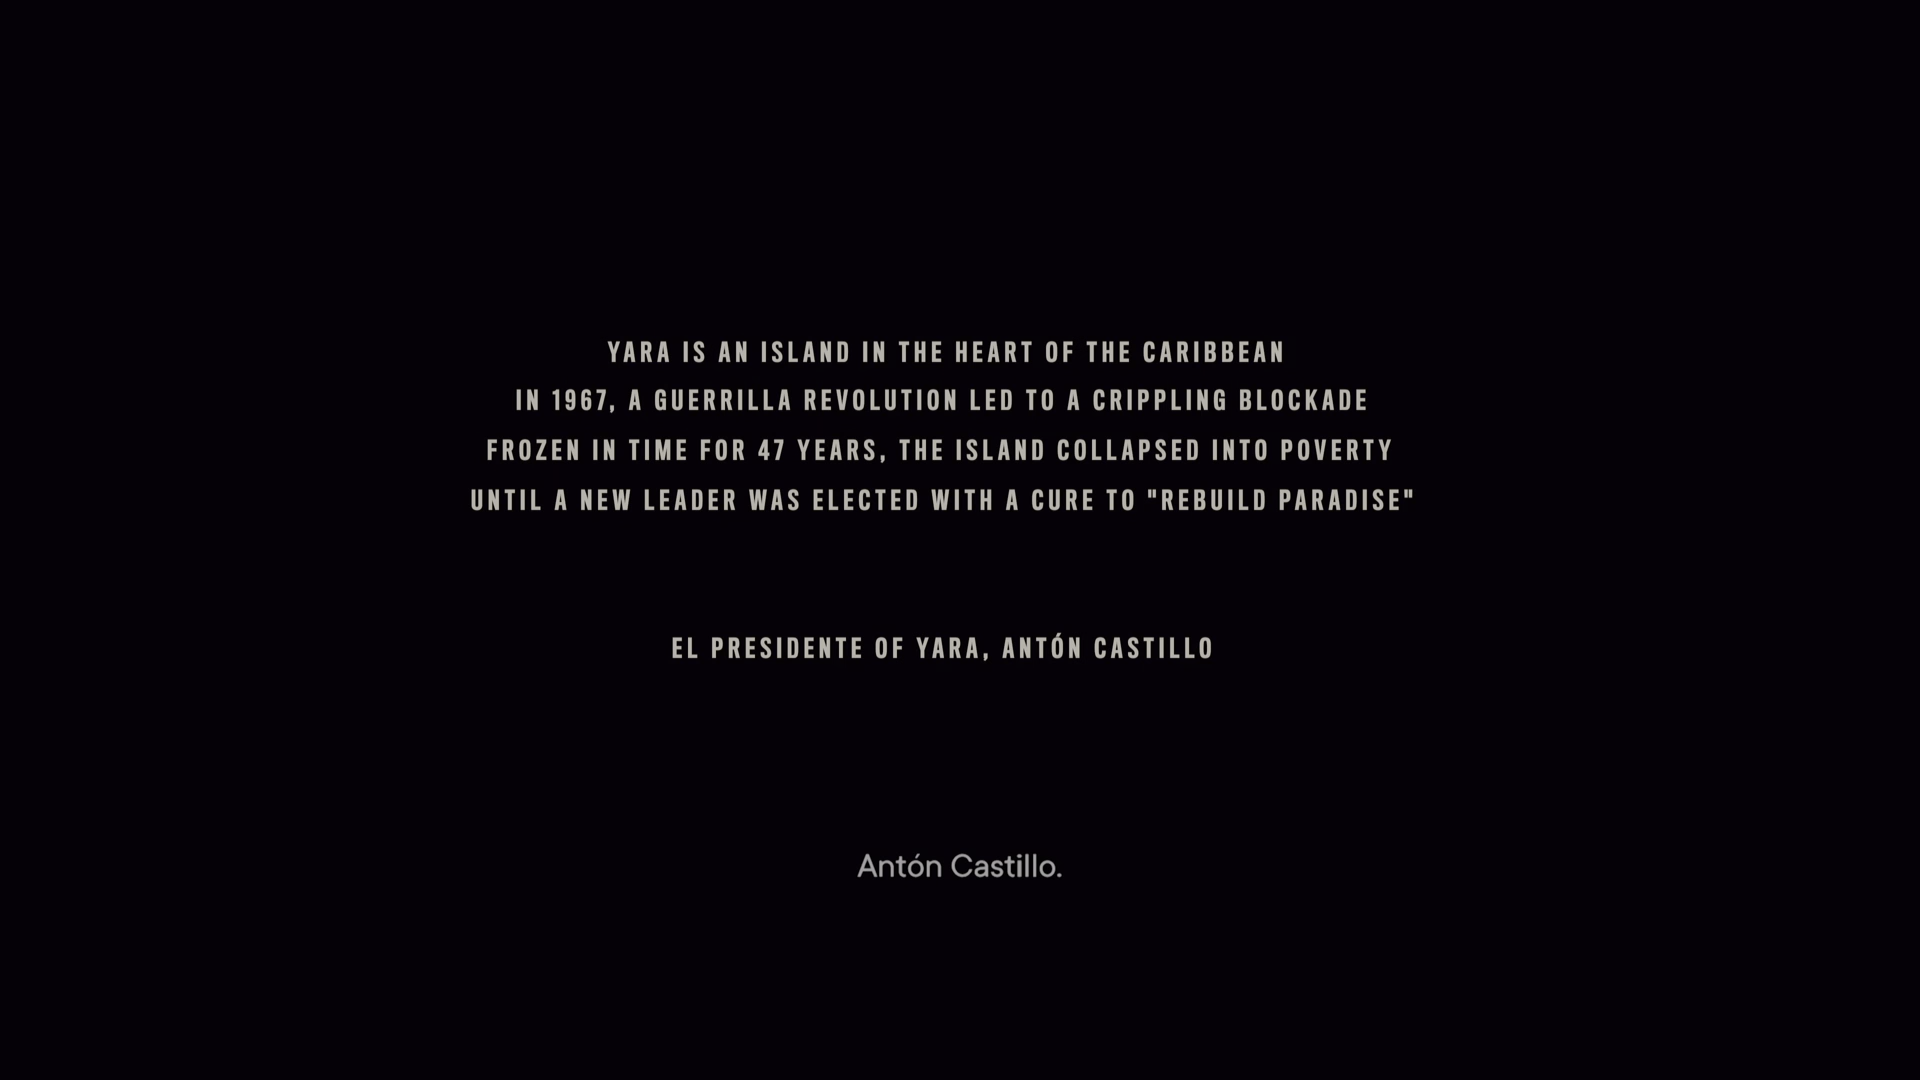 YARA IS AN ISLAND IN THE HEART OF THE CARIBBEAN
IN 1967, A GUERRILLA REVOLUTION LED TO A CRIPPLING BLOCKADE
FROZEN IN TIME FOR 47 YEARS, THE ISLAND COLLAPSED INTO POVERTY
UNTIL A NEW LEADER WAS ELECTED WITH A CURE TO "REBUILD PARADISE"
EL PRESIDENTE OF YARA, ANTÓN CASTILLO
Antón Castillo.